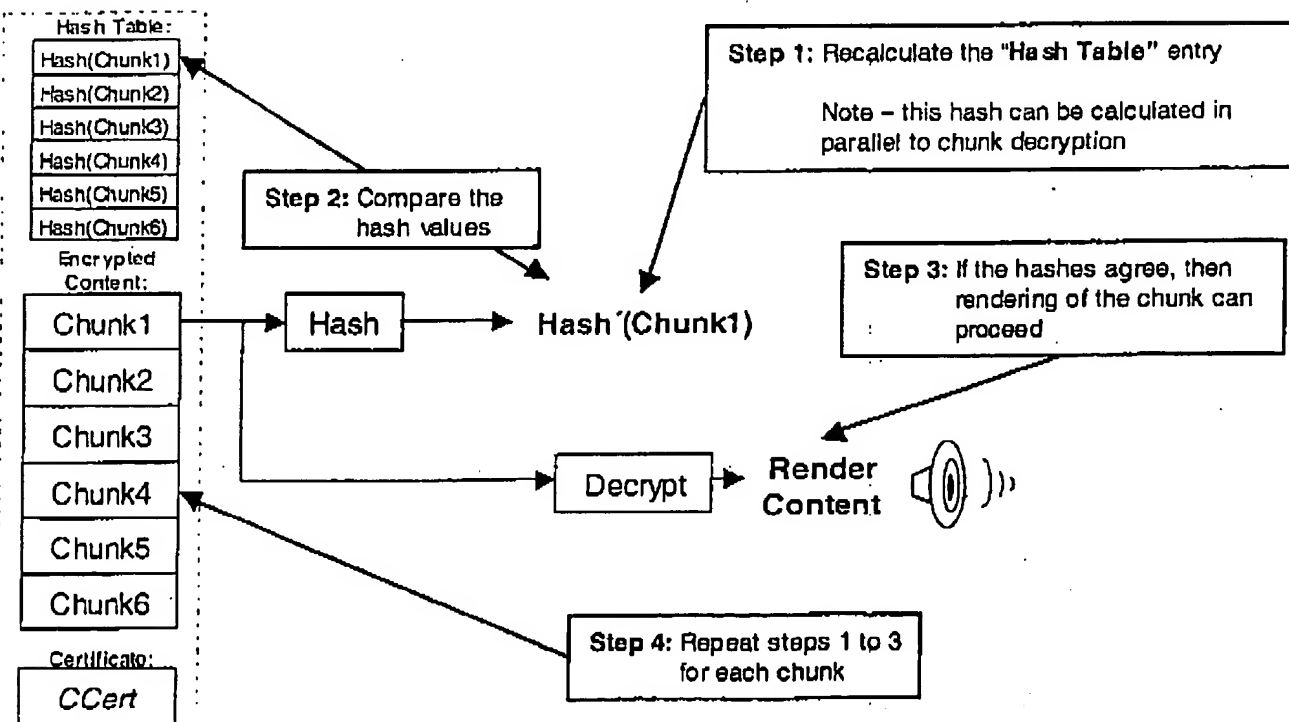 Hash Table:
Hash(Chunk1)
Hash(Chunk2)
Hash(Chunk3)
Hash(Chunk4)
Hash(Chunk5)
Hash(Chunk6)
Encrypted
Content:
Chunk1
Chunk2
Chunk3
Chunk4
Chunk5
Chunk6
Certificato:
CCert
Step 1: Recalculate the "Hash Table" entry
Note – this hash can be calculated in
parallel to chunk decryption
Step 2: Compare the
hash values
Hash
Hash´(Chunk1)
Step 3: If the hashes agree, then
rendering of the chunk can
proceed
Decrypt
Render
Content
Step 4: Repeat steps 1 to 3
for each chunk